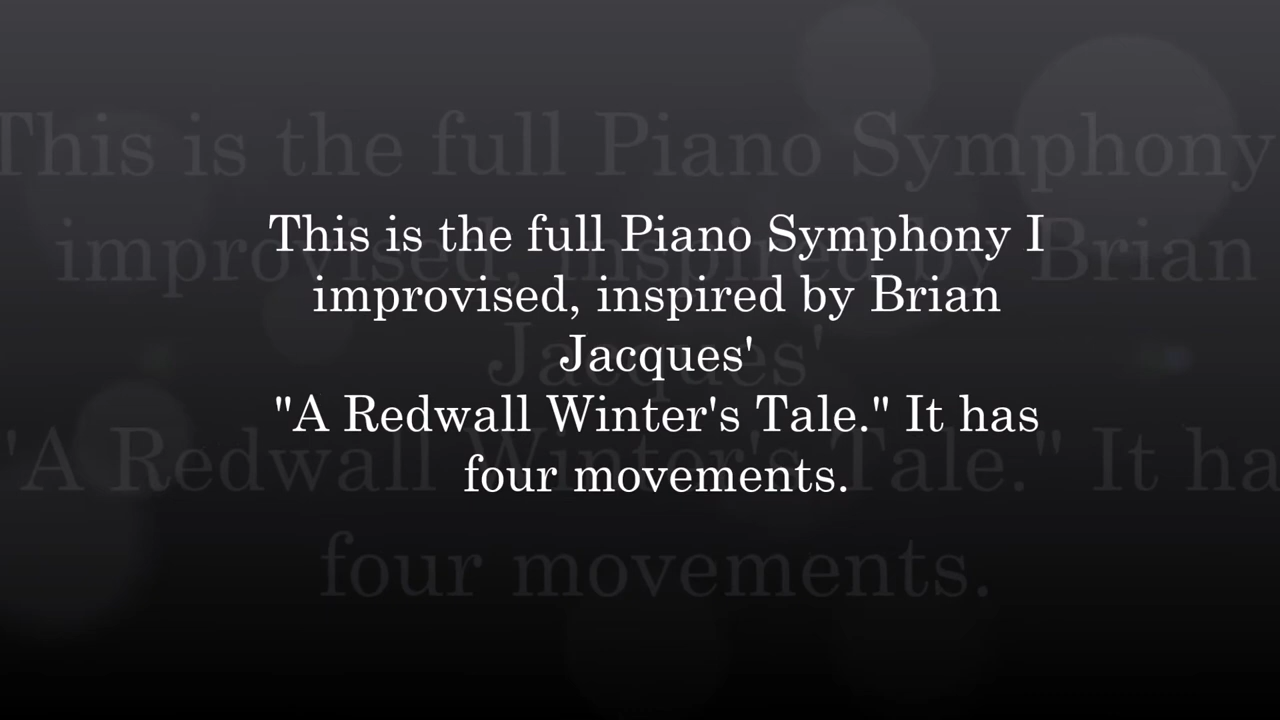 This is the full Piano Symphony I
improvised, inspired by Brian
Jacques'
"A Redwall Winter's Tale." It has
four movements.